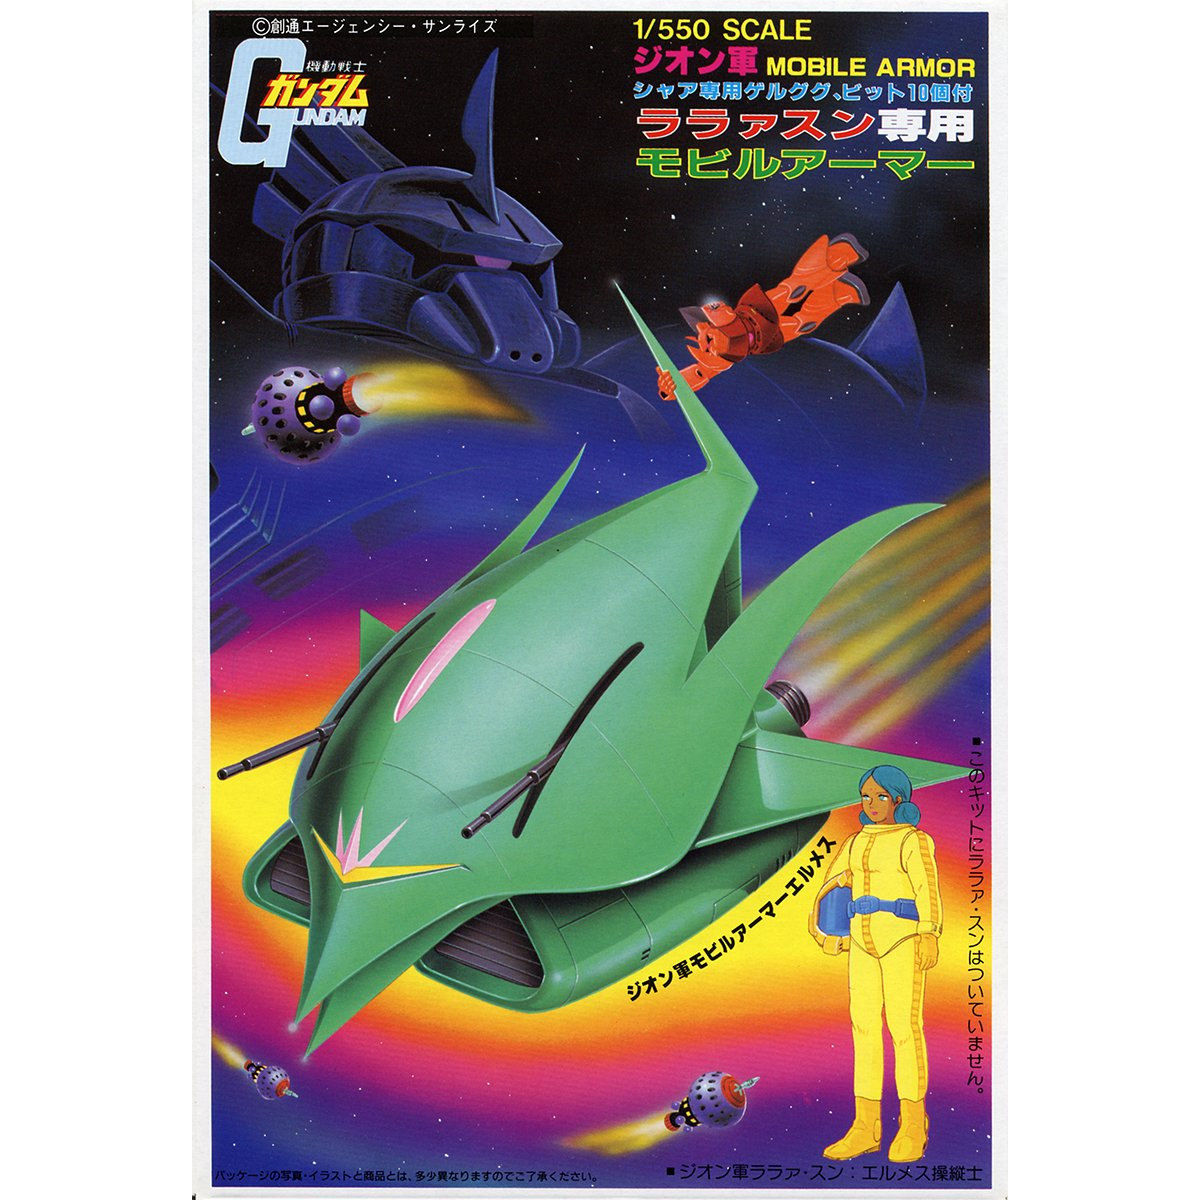 ©創通エージェンシー・サンライズ
機動戦士
ガンダム
GUNDAM
1/550 SCALE
ジオン軍 MOBILE ARMOR
シャア専用ゲルググ、ビット10個付
ララァスン専用
モビルアーマー
ジオン軍モビルアーマーエルメス
■このキットにララァ・スンはついていません。
パッケージの写真・イラストと商品とは、多少異なりますのでご了承ください。
■ジオン軍ララァ・スン：エルメス操縦士